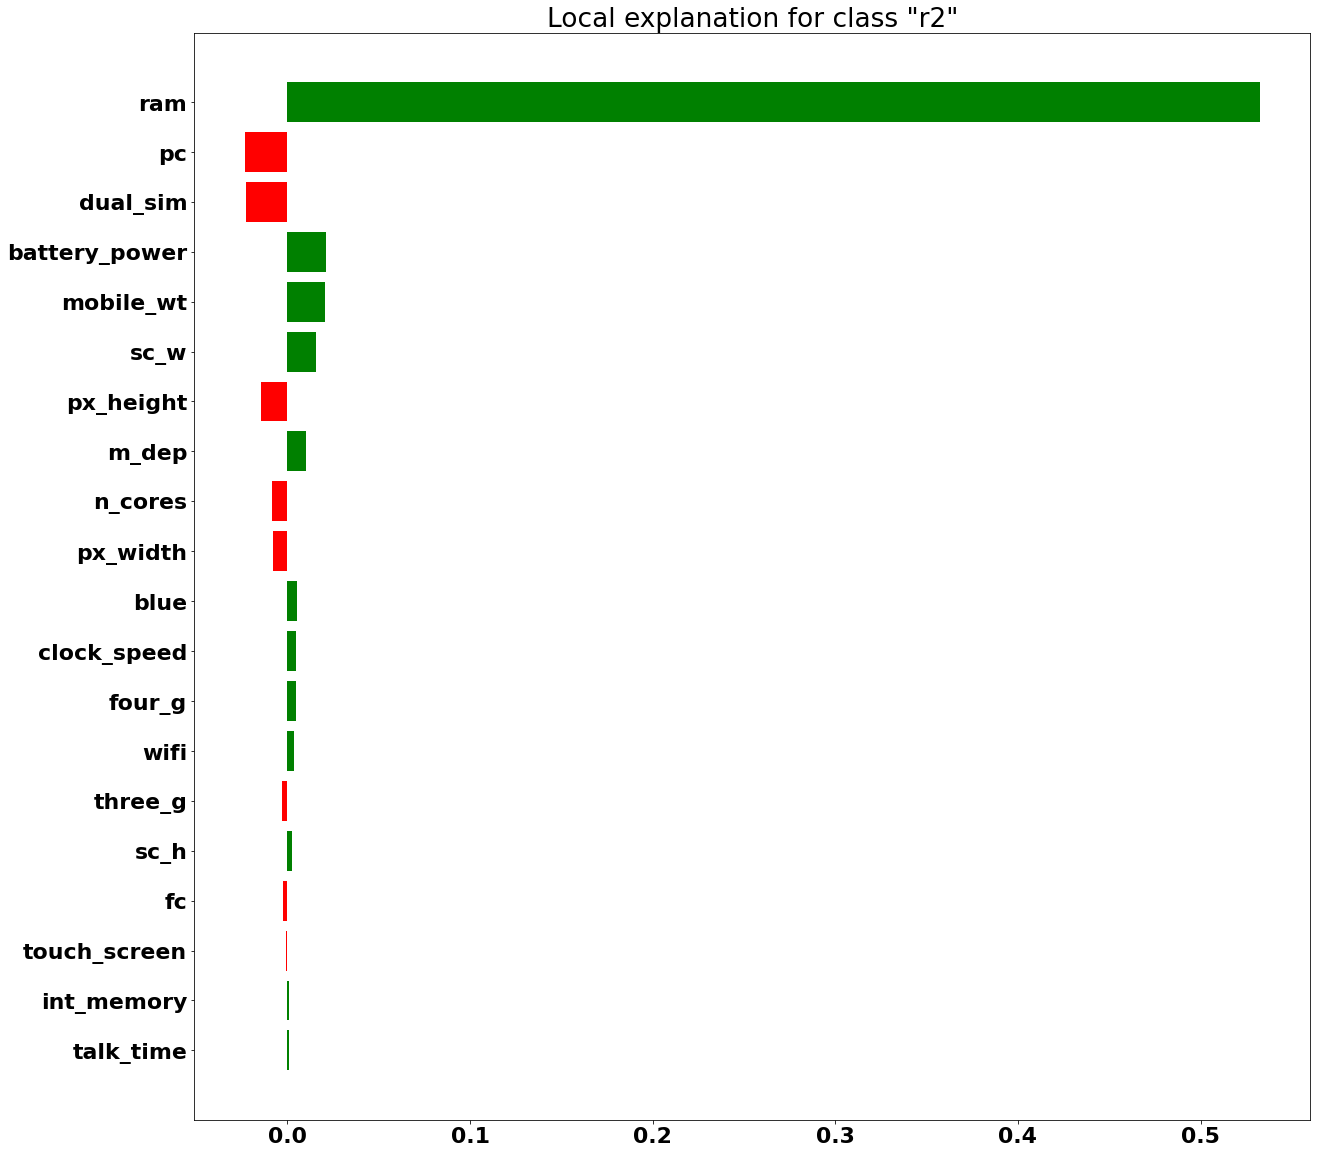 Local explanation for class "r2"
ram
pc
dual_sim
battery_power
mobile_wt
sc_w
px_height
m_dep
n_cores
px_width
blue
clock_speed
four_g
wifi
three_g
sc_h
fc
touch_screen
int_memory
talk_time
0.0 0.1 0.2 0.3 0.4 0.5